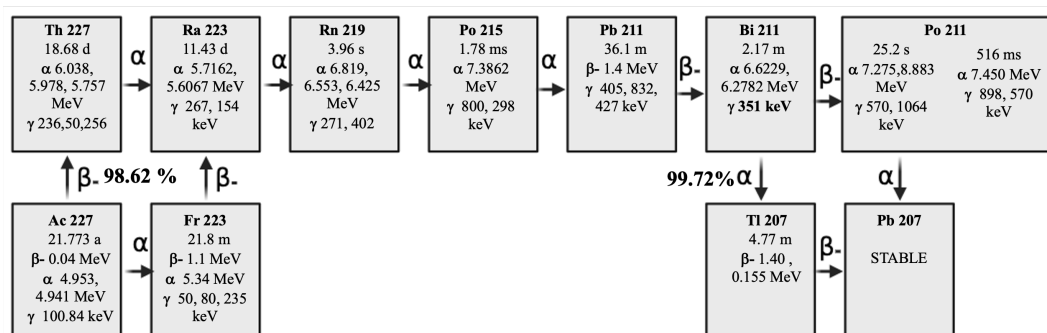 Th 227
18.68 d
α 6.038,
5.978, 5.757
MeV
γ 236,50,256
α
Ra 223
11.43 d
α 5.7162,
5.6067 MeV
γ 267, 154
keV
α
Rn 219
3.96 s
α 6.819,
6.553, 6.425
MeV
γ 271, 402
α
Po 215
1.78 ms
α 7.3862
MeV
γ 800, 298
keV
α
Pb 211
36.1 m
β- 1.4 MeV
γ 405, 832,
427 keV
β-
Bi 211
2.17 m
α 6.6229,
6.2782 MeV
γ 351 keV
β-
Po 211
25.2 s
α 7.275,8.883
MeV
γ 570, 1064
keV
516 ms
α 7.450 MeV
γ 898, 570
keV
β- 98.62 %
β-
99.72% α
α
Ac 227
21.773 a
β- 0.04 MeV
α 4.953,
4.941 MeV
γ 100.84 keV
α
Fr 223
21.8 m
β- 1.1 MeV
α 5.34 MeV
γ 50, 80, 235
keV
Tl 207
4.77 m
β- 1.40 ,
0.155 MeV
β-
Pb 207
STABLE